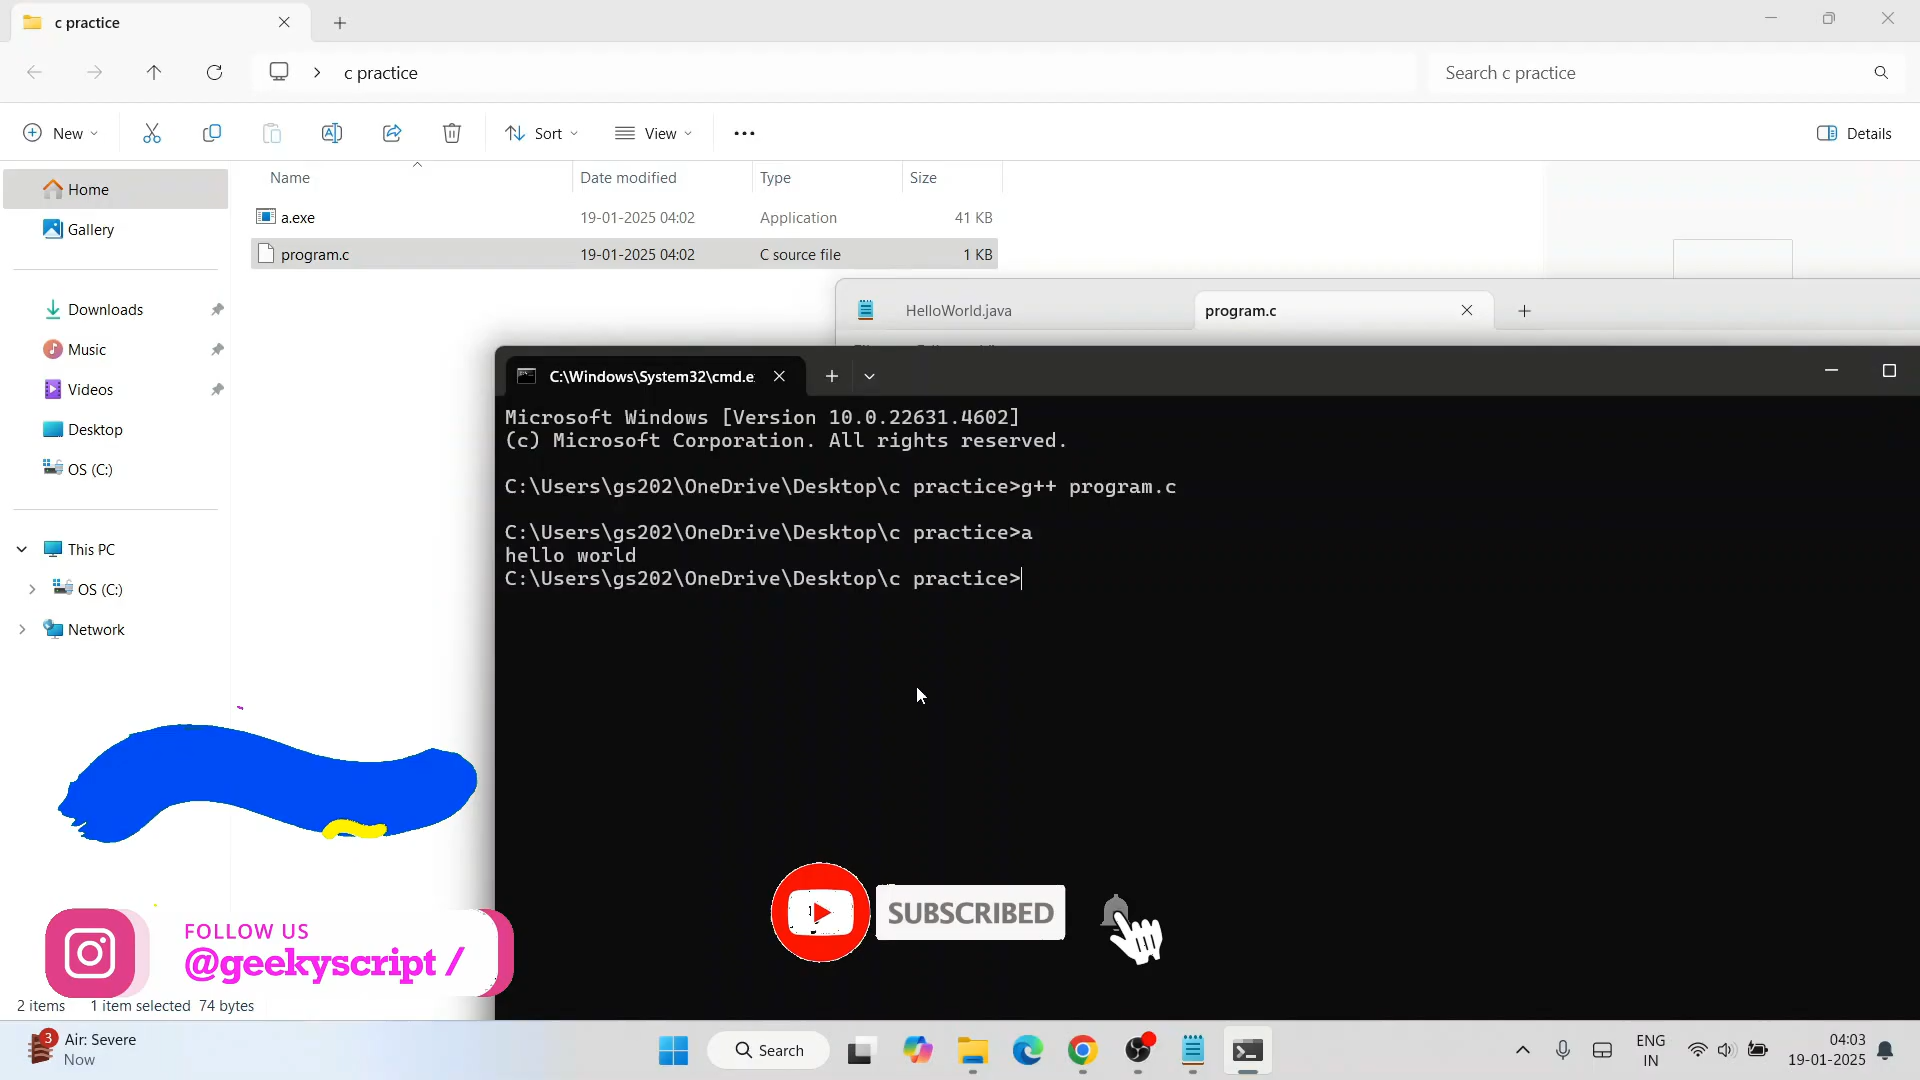 c practice
c practice
Search c practice
New
Sort
View
Details
Name
Date modified
Type
Size
Home
a.exe
19-01-2025 04:02
Application
41 KB
Gallery
program.c
19-01-2025 04:02
C source file
1 KB
Downloads
HelloWorld.java
program.c
Music
C:\Windows\System32\cmd.e
Videos
Microsoft Windows [Version 10.0.22631.4602]
(c) Microsoft Corporation. All rights reserved.
Desktop
OS (C:)
C:\Users\gs202\OneDrive\Desktop\c practice>g++ program.c
C:\Users\gs202\OneDrive\Desktop\c practice>a
hello world
C:\Users\gs202\OneDrive\Desktop\c practice>
This PC
OS (C:)
Network
SUBSCRIBED
FOLLOW US
@geekyscript /
2 items
1 item selected 74 bytes
3
Air: Severe
Now
Search
ENG
IN
04:03
19-01-2025